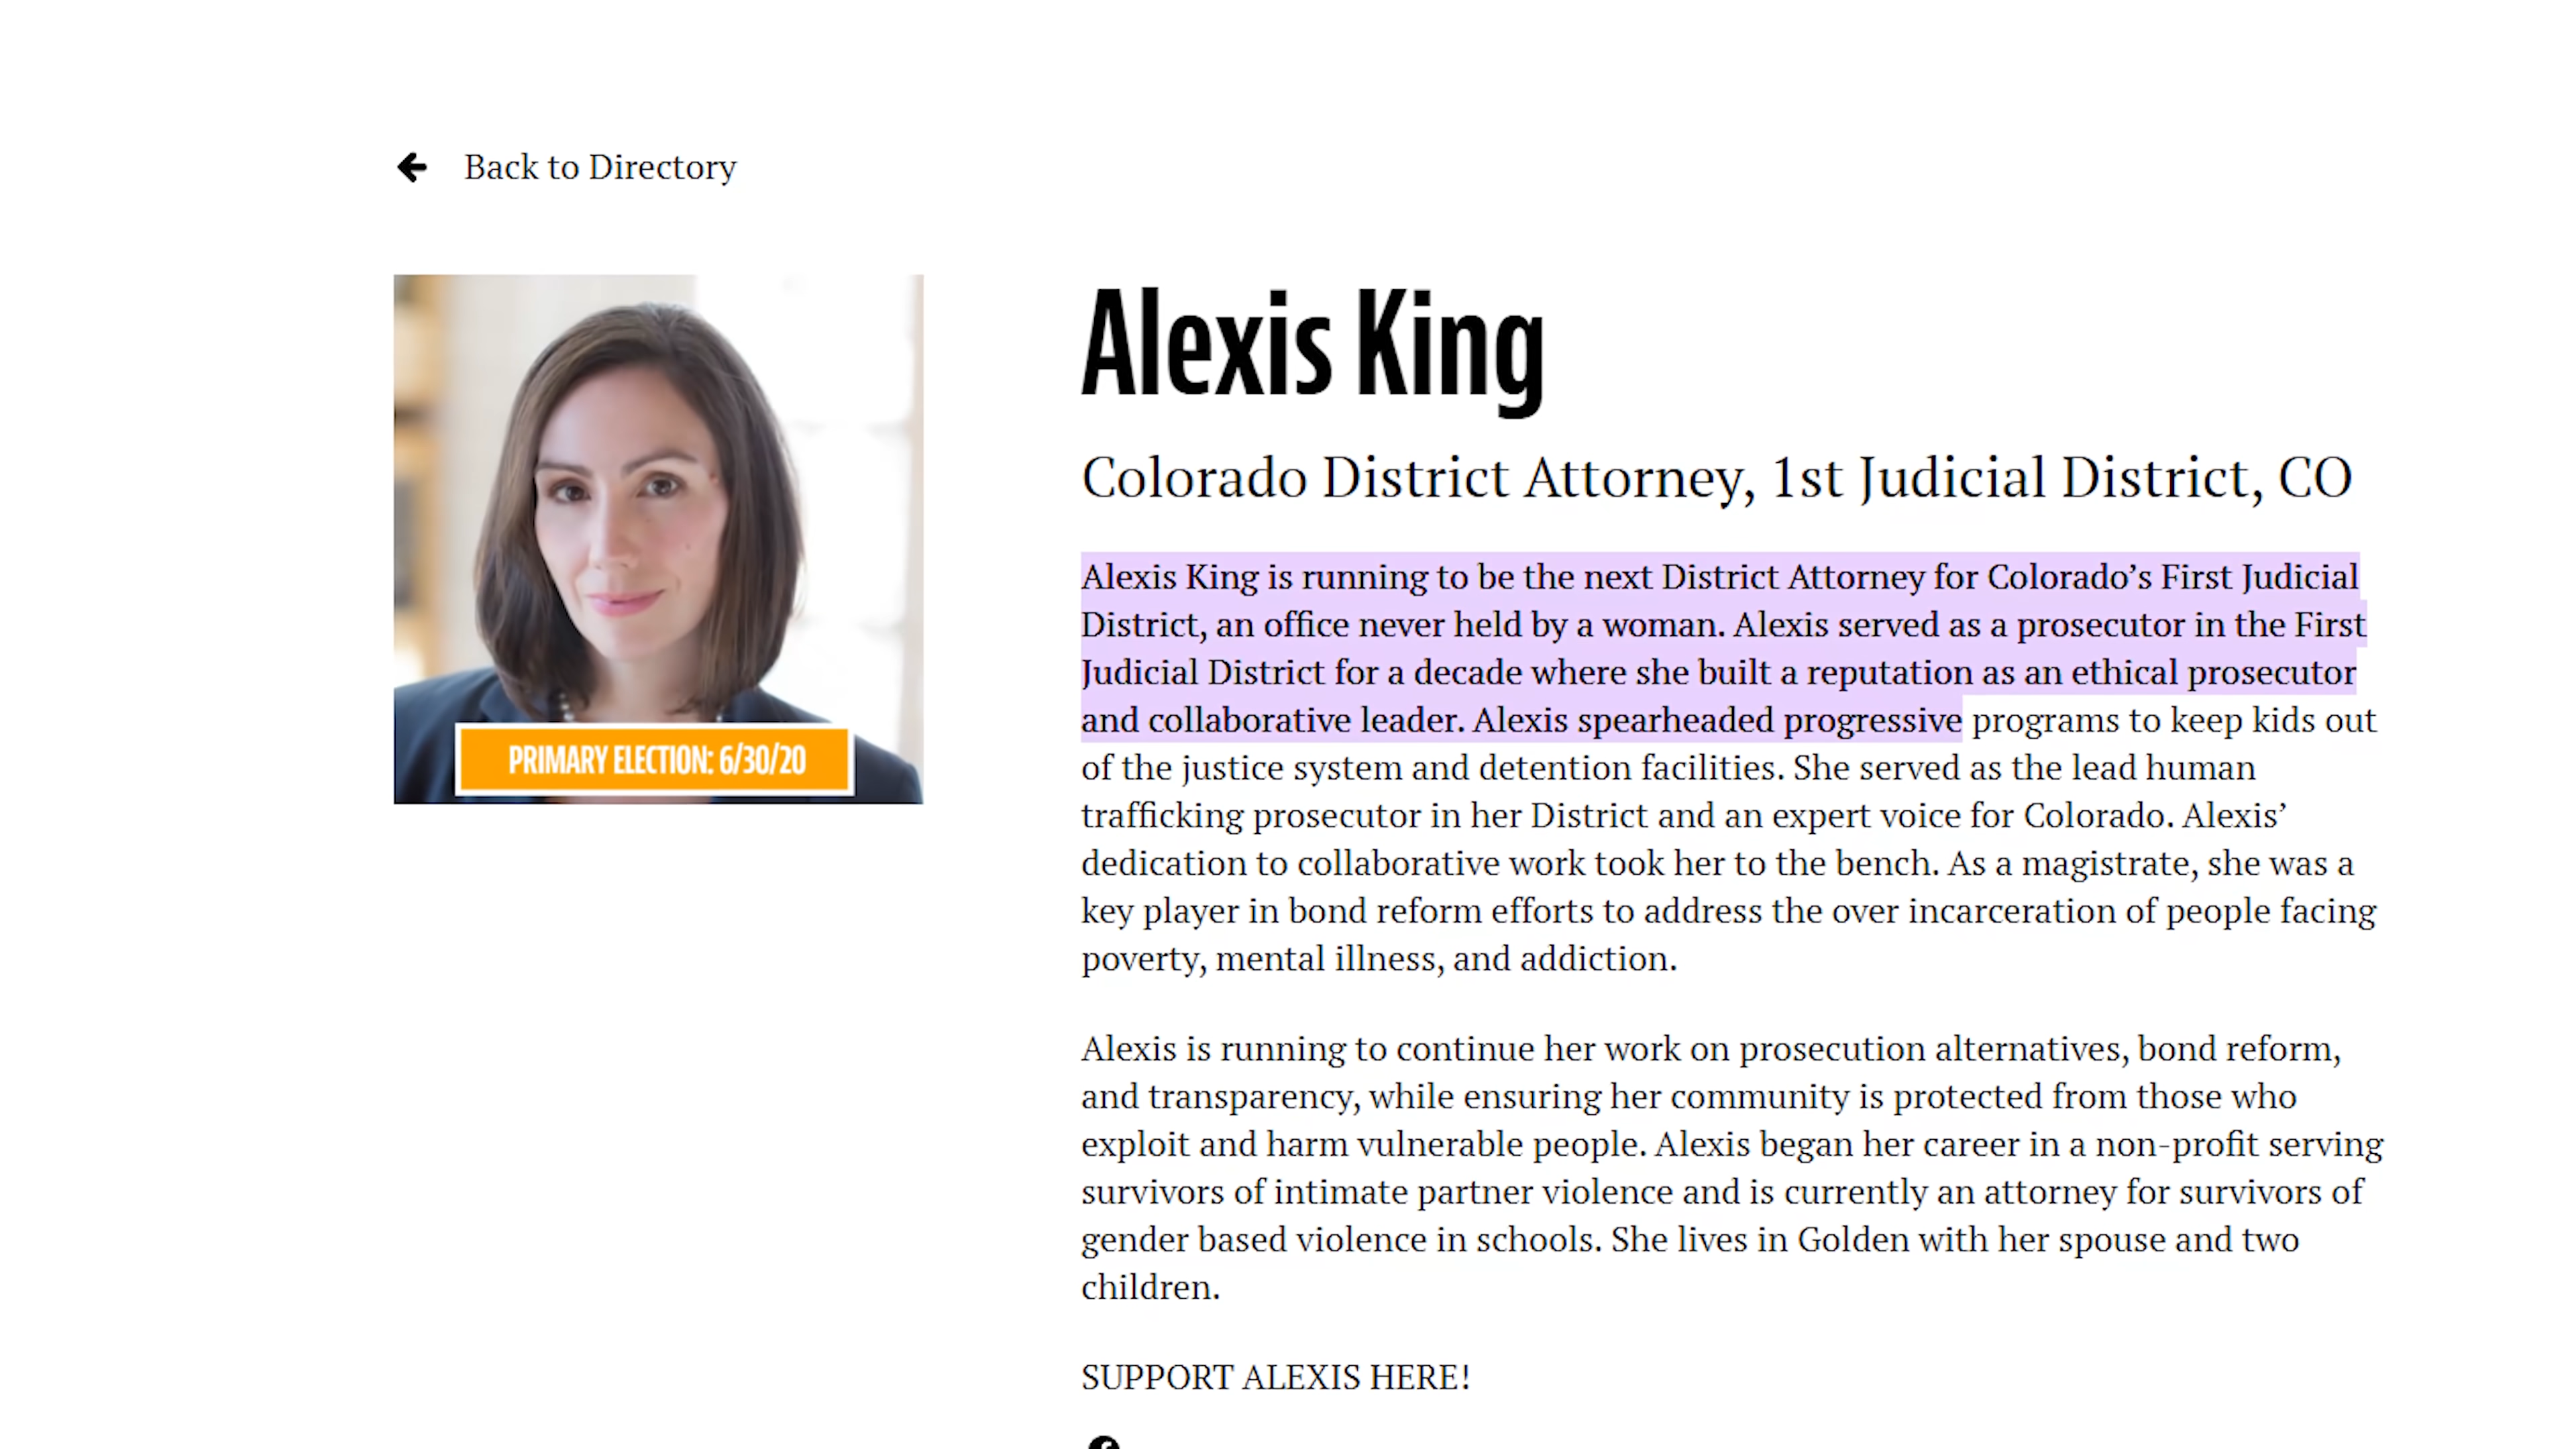 Back to Directory
Alexis King
Colorado District Attorney, 1st Judicial District, CO
Alexis King is running to be the next District Attorney for Colorado’s First Judicial
District, an office never held by a woman. Alexis served as a prosecutor in the First
Judicial District for a decade where she built a reputation as an ethical prosecutor
and collaborative leader. Alexis spearheaded progressive programs to keep kids out
of the justice system and detention facilities. She served as the lead human
trafficking prosecutor in her District and an expert voice for Colorado. Alexis’
dedication to collaborative work took her to the bench. As a magistrate, she was a
key player in bond reform efforts to address the over incarceration of people facing
poverty, mental illness, and addiction.
Alexis is running to continue her work on prosecution alternatives, bond reform,
and transparency, while ensuring her community is protected from those who
exploit and harm vulnerable people. Alexis began her career in a non-profit serving
survivors of intimate partner violence and is currently an attorney for survivors of
gender based violence in schools. She lives in Golden with her spouse and two
children.
SUPPORT ALEXIS HERE!
PRIMARY ELECTION: 6/30/20